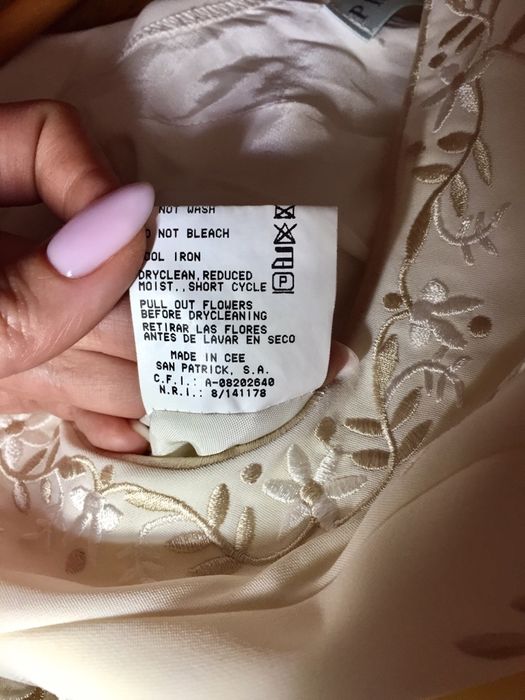 P
NOT WASH
NOT BLEACH
OOL IRON
DRYCLEAN,REDUCED
MOIST.,SHORT CYCLE P
PULL OUT FLOWERS
BEFORE DRYCLEANING
RETIRAR LAS FLORES
ANTES DE LAVAR EN SECO
MADE IN CEE
SAN PATRICK, S.A.
C.F.I.: A-08202640
N.R.I.: 8/141178